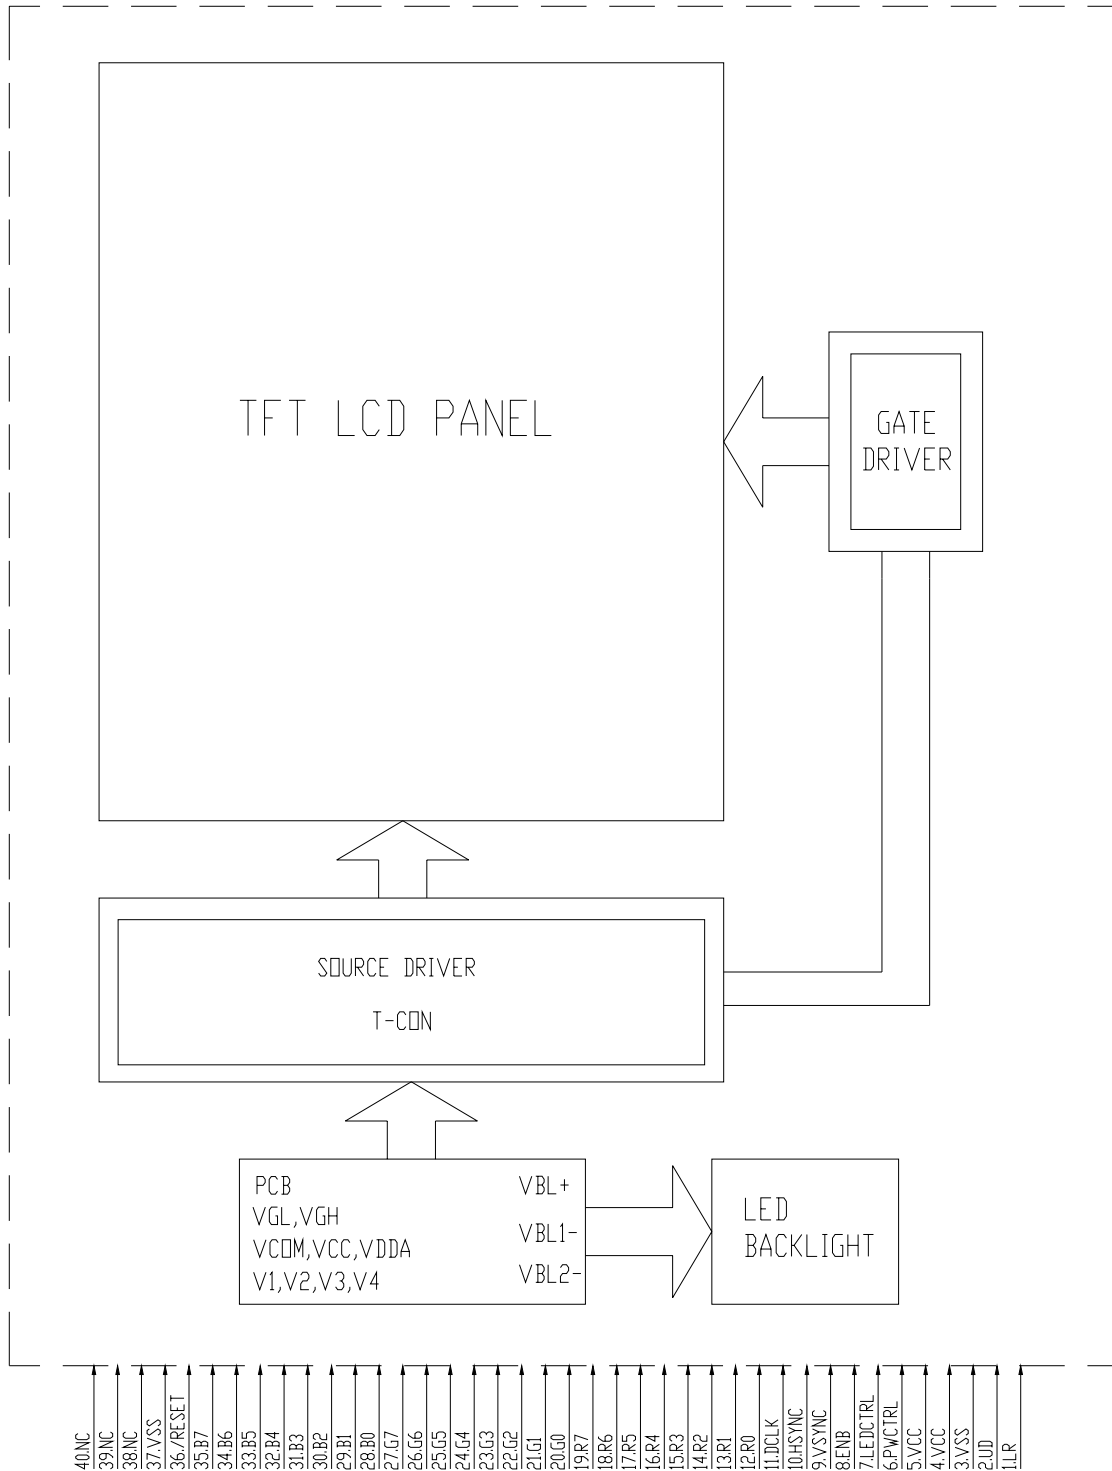 TFT LCD PANEL
GATE
DRIVER
SOURCE DRIVER
T-CON
PCB
VGL,VGH
VCOM,VCC,VDDA
V1,V2,V3,V4
VBL+
VBL1-
VBL2-
LED
BACKLIGHT
40.NC
39.NC
38.NC
37.VSS
36./RESET
35.B7
34.B6
33.B5
32.B4
31.B3
30.B2
29.B1
28.B0
27.G7
26.G6
25.G5
24.G4
23.G3
22.G2
21.G1
20.G0
19.R7
18.R6
17.R5
16.R4
15.R3
14.R2
13.R1
12.R0
11.DCLK
10.HSYNC
9.VSYNC
8.ENB
7.LEDCTRL
6.PWCTRL
5.VCC
4.VCC
3.VSS
2.UD
1.LR